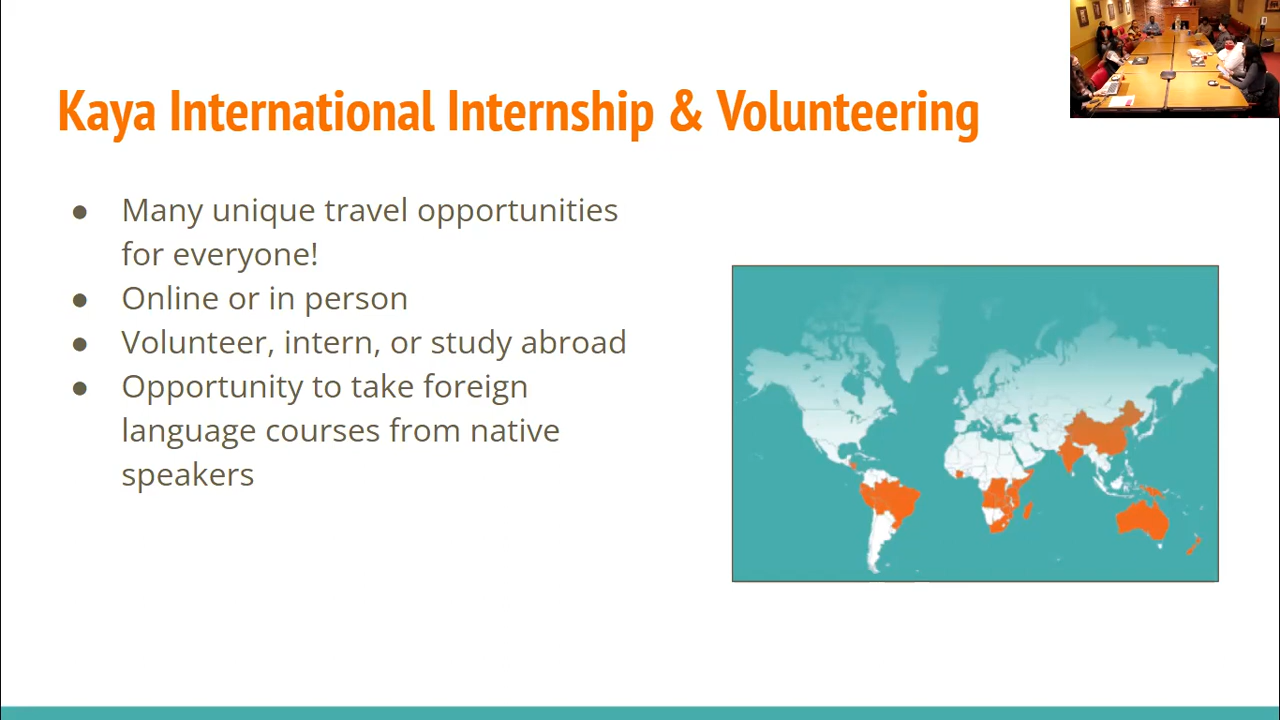 Kaya International Internship & Volunteering
● Many unique travel opportunities
for everyone!
● Online or in person
● Volunteer, intern, or study abroad
● Opportunity to take foreign
language courses from native
speakers